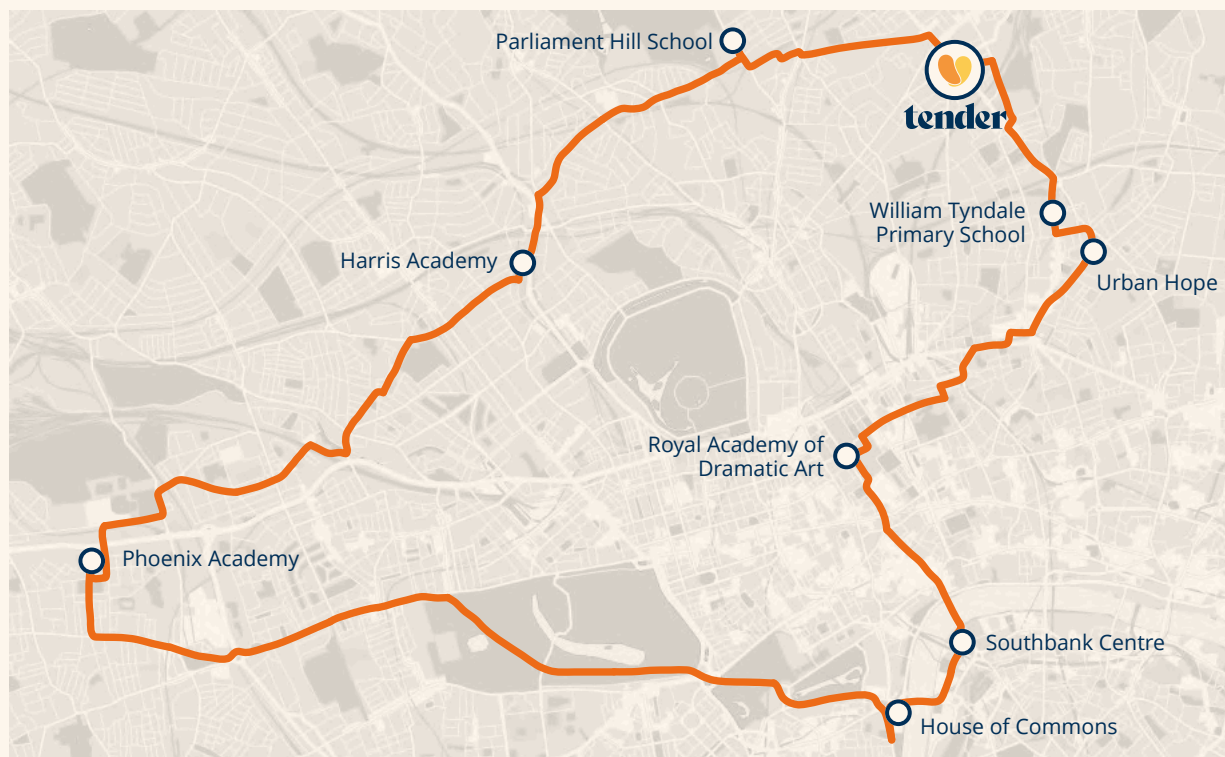 Parliament Hill School
tender
William Tyndale
Primary School
Harris Academy
Urban Hope
Royal Academy of
Dramatic Art
Phoenix Academy
Southbank Centre
House of Commons